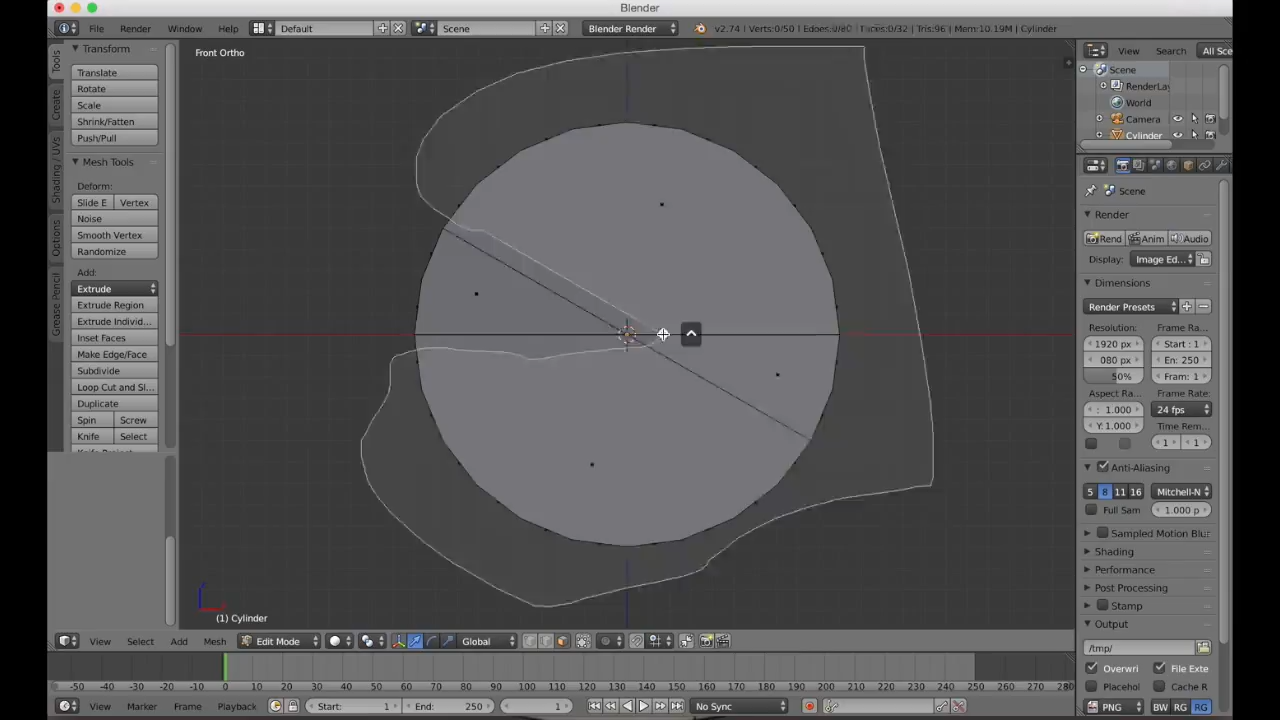 Blender
File Render Window Help Default Scene Blender Render v2.74 | Verts:0/50 | Edges:0/80 | Faces:0/32 | Tris:96 | Mem:10.19M | Cylinder
Tools
Create
Shading / UVs
Options
Grease Pencil
Transform
Translate
Rotate
Scale
Shrink/Fatten
Push/Pull
Mesh Tools
Deform:
Slide E Vertex
Noise
Smooth Vertex
Randomize
Add:
Extrude
Extrude Region
Extrude Individ...
Inset Faces
Make Edge/Face
Subdivide
Loop Cut and Sl...
Duplicate
Spin Screw
Knife Select
Front Ortho
(1) Cylinder
View Select Add Mesh Edit Mode Global
View Search All Sce
Scene
RenderLay
World
Camera
Cylinder
Scene
Render
Rend Anim Audio
Display: Image Ed...
Dimensions
Render Presets
Resolution: Frame Ra...
1920 px Start : 1
080 px En: 250
50% Fram: 1
Aspect Ra... Frame Rate:
: 1.000 24 fps
Y: 1.000 Time Rem...
1 1
Anti-Aliasing
5 8 11 16 Mitchell-N
Full Sam 1.000 p
Sampled Motion Blu
Shading
Performance
Post Processing
Stamp
Output
/tmp/
Overwri File Exte
Placehol Cache R
PNG BW RG RG
-50 -40 -30 -20 -10 0 10 20 30 40 50 60 70 80 90 100 110 120 130 140 150 160 170 180 190 200 210 220 230 240 250 260 270 280
View Marker Frame Playback Start: 1 End: 250 1 No Sync